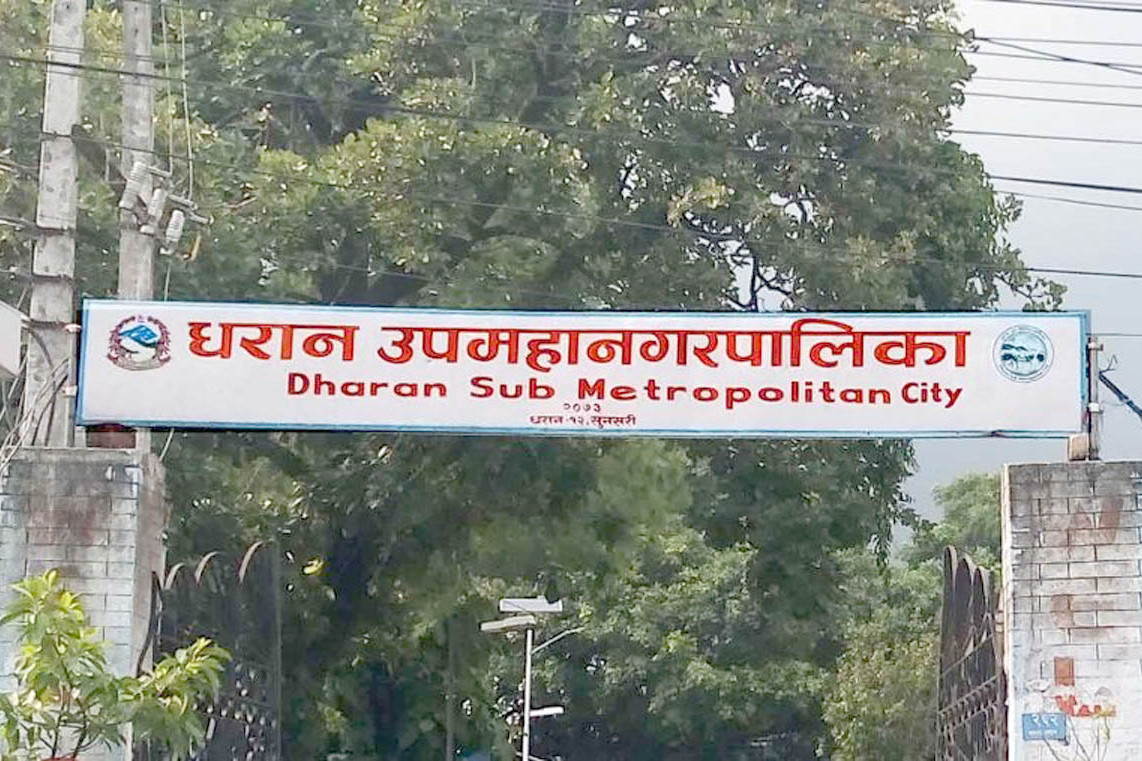 धरान उपमहानगरपालिका
Dharan Sub Metropolitan City
२०७३
धरान-१२, सुनसरी